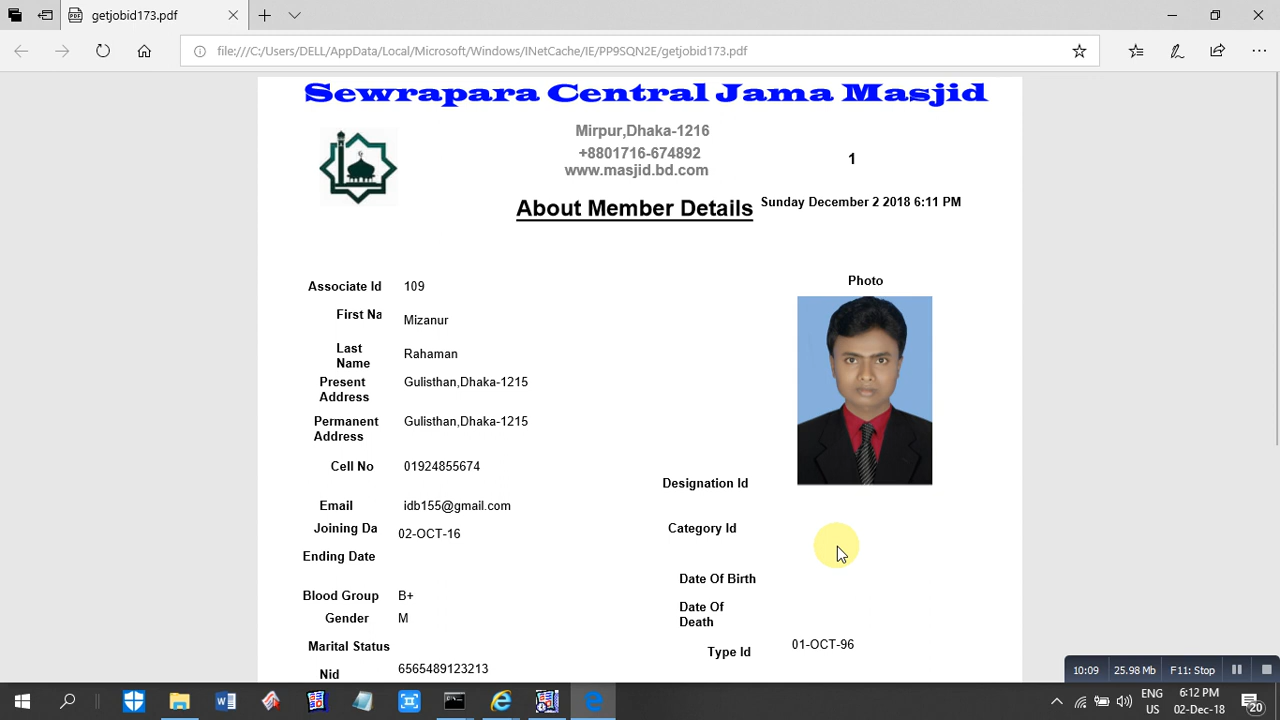 getjobid173.pdf
file:///C:/Users/DELL/AppData/Local/Microsoft/Windows/INetCache/IE/PP9SQN2E/getjobid173.pdf
Sewrapara Central Jama Masjid
Mirpur,Dhaka-1216
+8801716-674892
www.masjid.bd.com
1
About Member Details
Sunday December 2 2018 6:11 PM
Photo
Associate Id 109
First Na Mizanur
Last Name Rahaman
Present Address Gulisthan,Dhaka-1215
Permanent Address Gulisthan,Dhaka-1215
Cell No 01924855674
Designation Id
Email idb155@gmail.com
Joining Da 02-OCT-16
Category Id
Ending Date
Date Of Birth
Blood Group B+
Date Of Death
Gender M
Marital Status
Type Id 01-OCT-96
Nid 6565489123213
10:09 25.98 Mb F11: Stop
ENG 6:12 PM
US 02-Dec-18 20